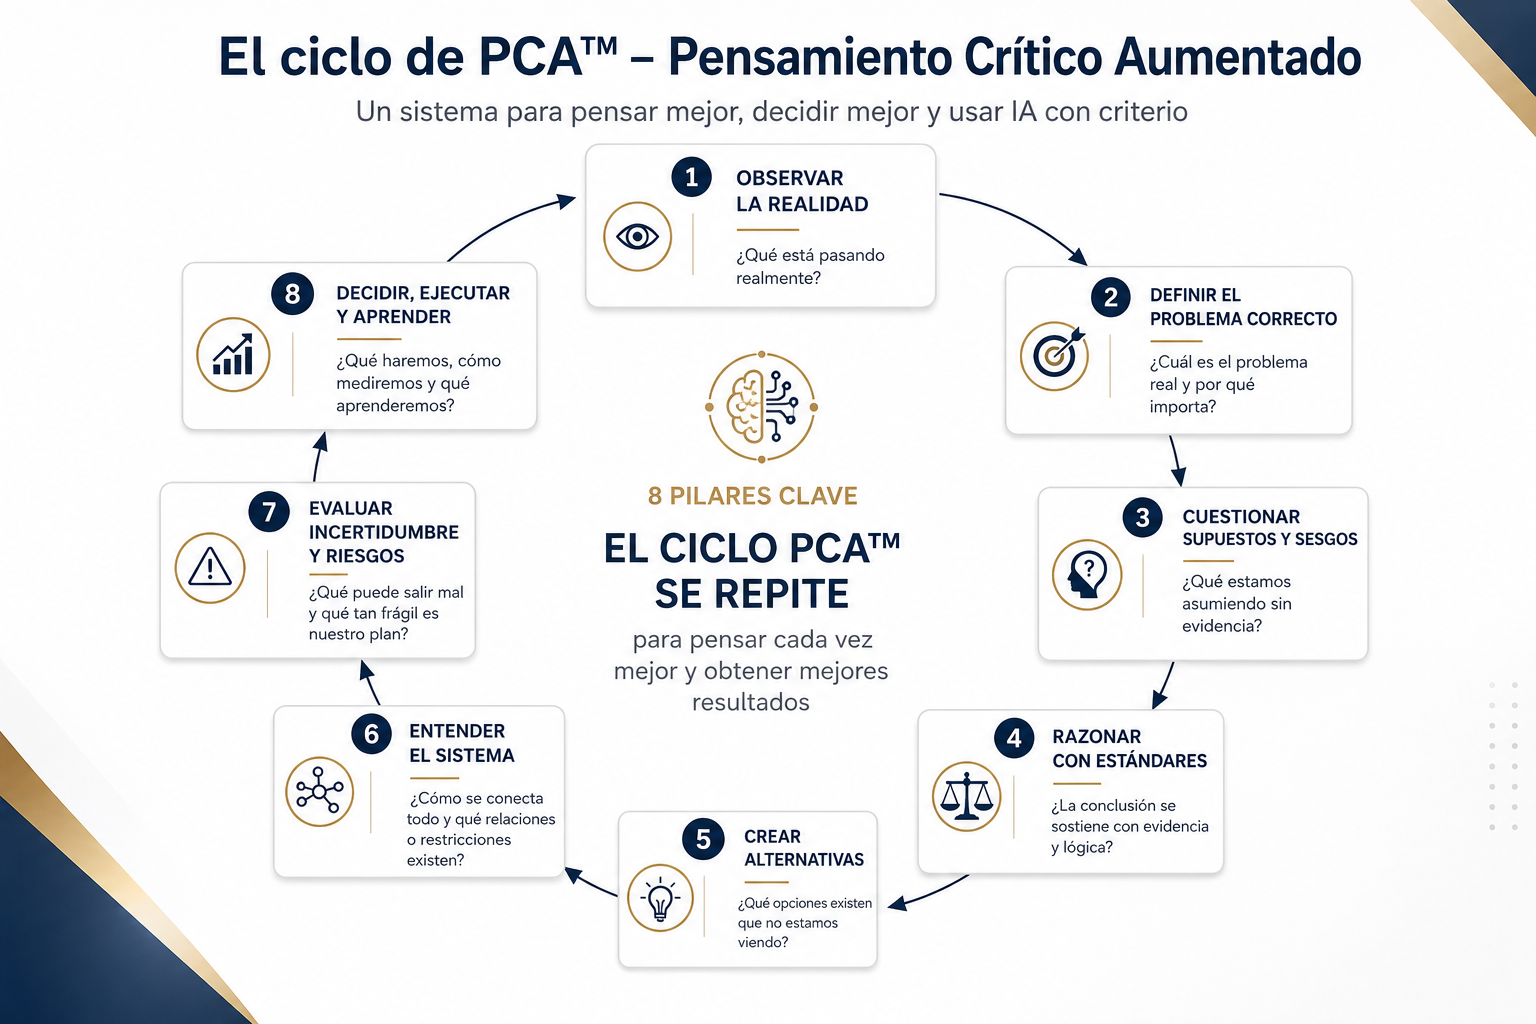 El ciclo de PCA™ – Pensamiento Crítico Aumentado
Un sistema para pensar mejor, decidir mejor y usar IA con criterio
1
OBSERVAR
LA REALIDAD
¿Qué está pasando
realmente?
2
DEFINIR EL
PROBLEMA CORRECTO
¿Cuál es el problema
real y por qué
importa?
3
CUESTIONAR
SUPUESTOS Y SESGOS
?
¿Qué estamos
asumiendo sin
evidencia?
4
RAZONAR
CON ESTÁNDARES
¿La conclusión se
sostiene con evidencia
y lógica?
5
CREAR
ALTERNATIVAS
¿Qué opciones existen
que no estamos
viendo?
6
ENTENDER
EL SISTEMA
¿Cómo se conecta
todo y qué relaciones
o restricciones
existen?
7
EVALUAR
INCERTIDUMBRE
Y RIESGOS
¿Qué puede salir mal
y qué tan frágil es
nuestro plan?
8
DECIDIR, EJECUTAR
Y APRENDER
¿Qué haremos, cómo
mediremos y qué
aprenderemos?
8 PILARES CLAVE
EL CICLO PCA™
SE REPITE
para pensar cada vez
mejor y obtener mejores
resultados